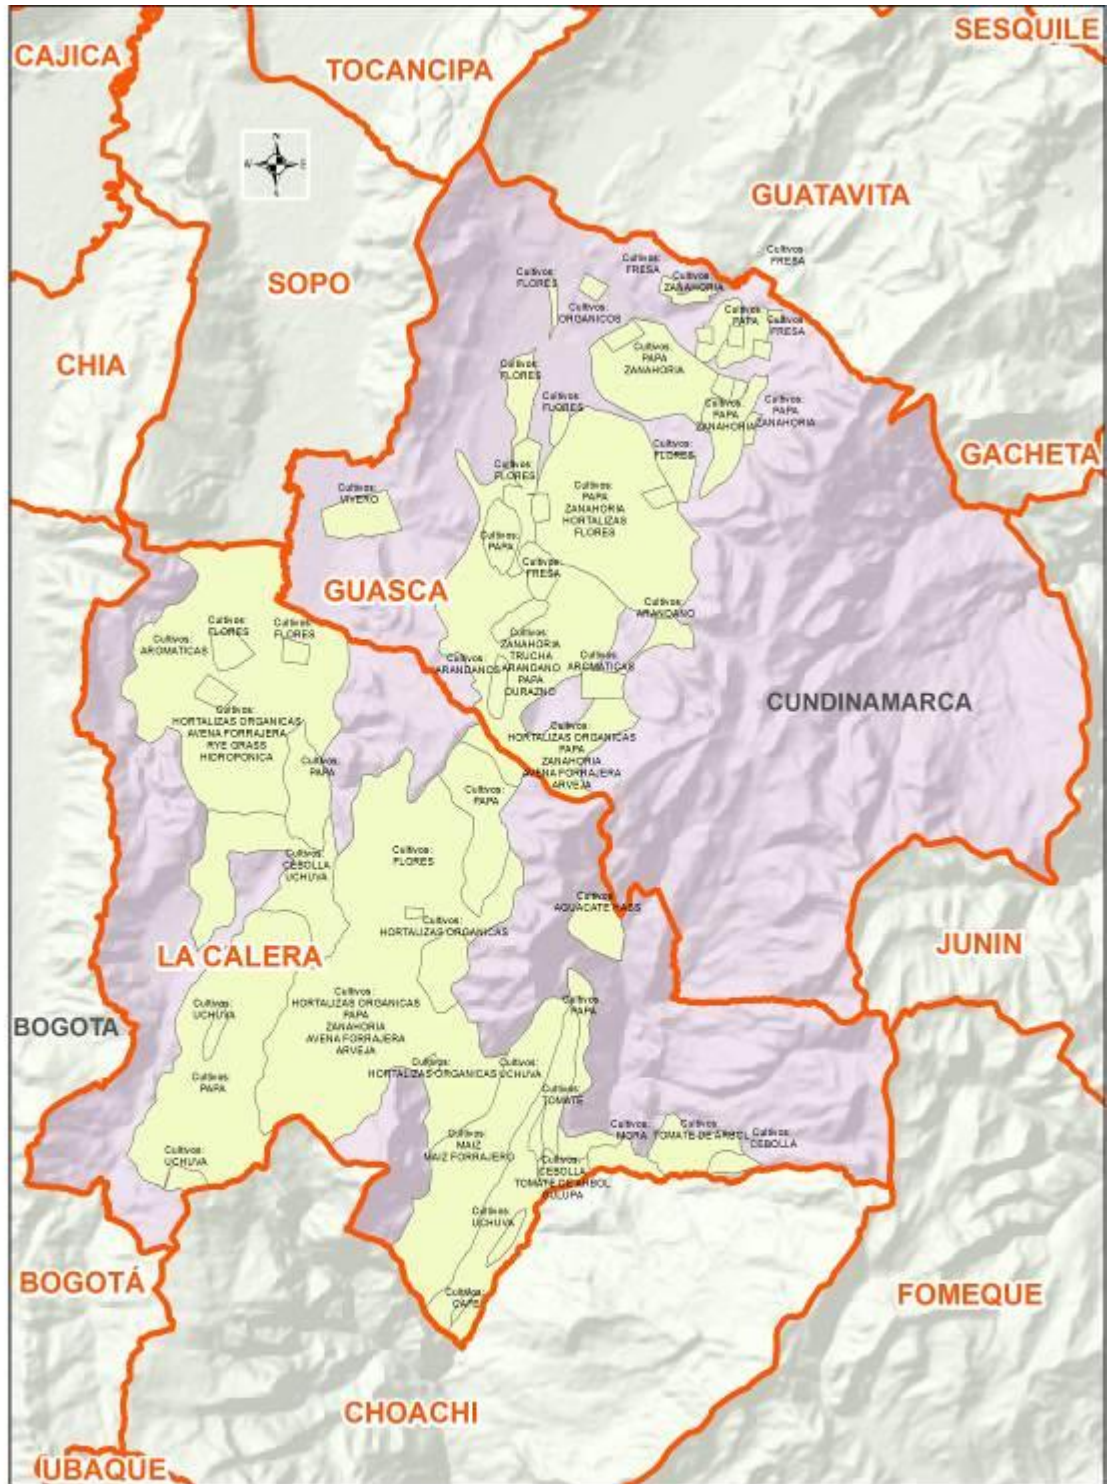 SESQUILE
CAJICA
TOCANCIPA
N
W
E
S
GUATAVITA
SOPO
CHIA
Cultivos:
FRESA
Cultivos:
FRESA
Cultivos:
FLORES
Cultivos:
ZANAHORIA
Cultivos:
ORGANICOS
Cultivos:
PAPA
Cultivos:
FRESA
Cultivos:
PAPA
ZANAHORIA
Cultivos:
FLORES
Cultivos:
FLORES
Cultivos:
PAPA
ZANAHORIA
Cultivos:
PAPA
ZANAHORIA
GACHETA
Cultivos:
FLORES
Cultivos:
FLORES
Cultivos:
VIVERO
Cultivos:
PAPA
ZANAHORIA
HORTALIZAS
FLORES
Cultivos:
PAPA
Cultivos:
FRESA
GUASCA
Cultivos:
ARANDANO
Cultivos:
FLORES
Cultivos:
FLORES
Cultivos:
AROMATICAS
Cultivos:
ZANAHORIA
TRUCHA
ARANDANO
PAPA
DURAZNO
Cultivos:
ARANDANOS
Cultivos:
AROMATICAS
CUNDINAMARCA
Cultivos:
HORTALIZAS ORGANICAS
AVENA FORRAJERA
RYE GRASS
HIDROPONICA
Cultivos:
HORTALIZAS ORGANICAS
PAPA
ZANAHORIA
AVENA FORRAJERA
ARVEJA
Cultivos:
PAPA
Cultivos:
PAPA
Cultivos:
FLORES
Cultivos:
CEBOLLA
UCHUVA
Cultivos:
AGUACATE HASS
Cultivos:
HORTALIZAS ORGANICAS
LA CALERA
JUNIN
Cultivos:
UCHUVA
Cultivos:
HORTALIZAS ORGANICAS
PAPA
ZANAHORIA
AVENA FORRAJERA
ARVEJA
Cultivos:
PAPA
BOGOTA
Cultivos:
HORTALIZAS ORGANICAS
Cultivos:
UCHUVA
Cultivos:
PAPA
Cultivos:
TOMATE
Cultivos:
MORA
Cultivos:
TOMATE DE ARBOL
Cultivos:
CEBOLLA
Cultivos:
MAIZ
MAIZ FORRAJERO
Cultivos:
UCHUVA
Cultivos:
CEBOLLA
TOMATE DE ARBOL
GULUPA
Cultivos:
UCHUVA
BOGOTÁ
Cultivos:
CAFE
FOMEQUE
CHOACHI
UBAQUE